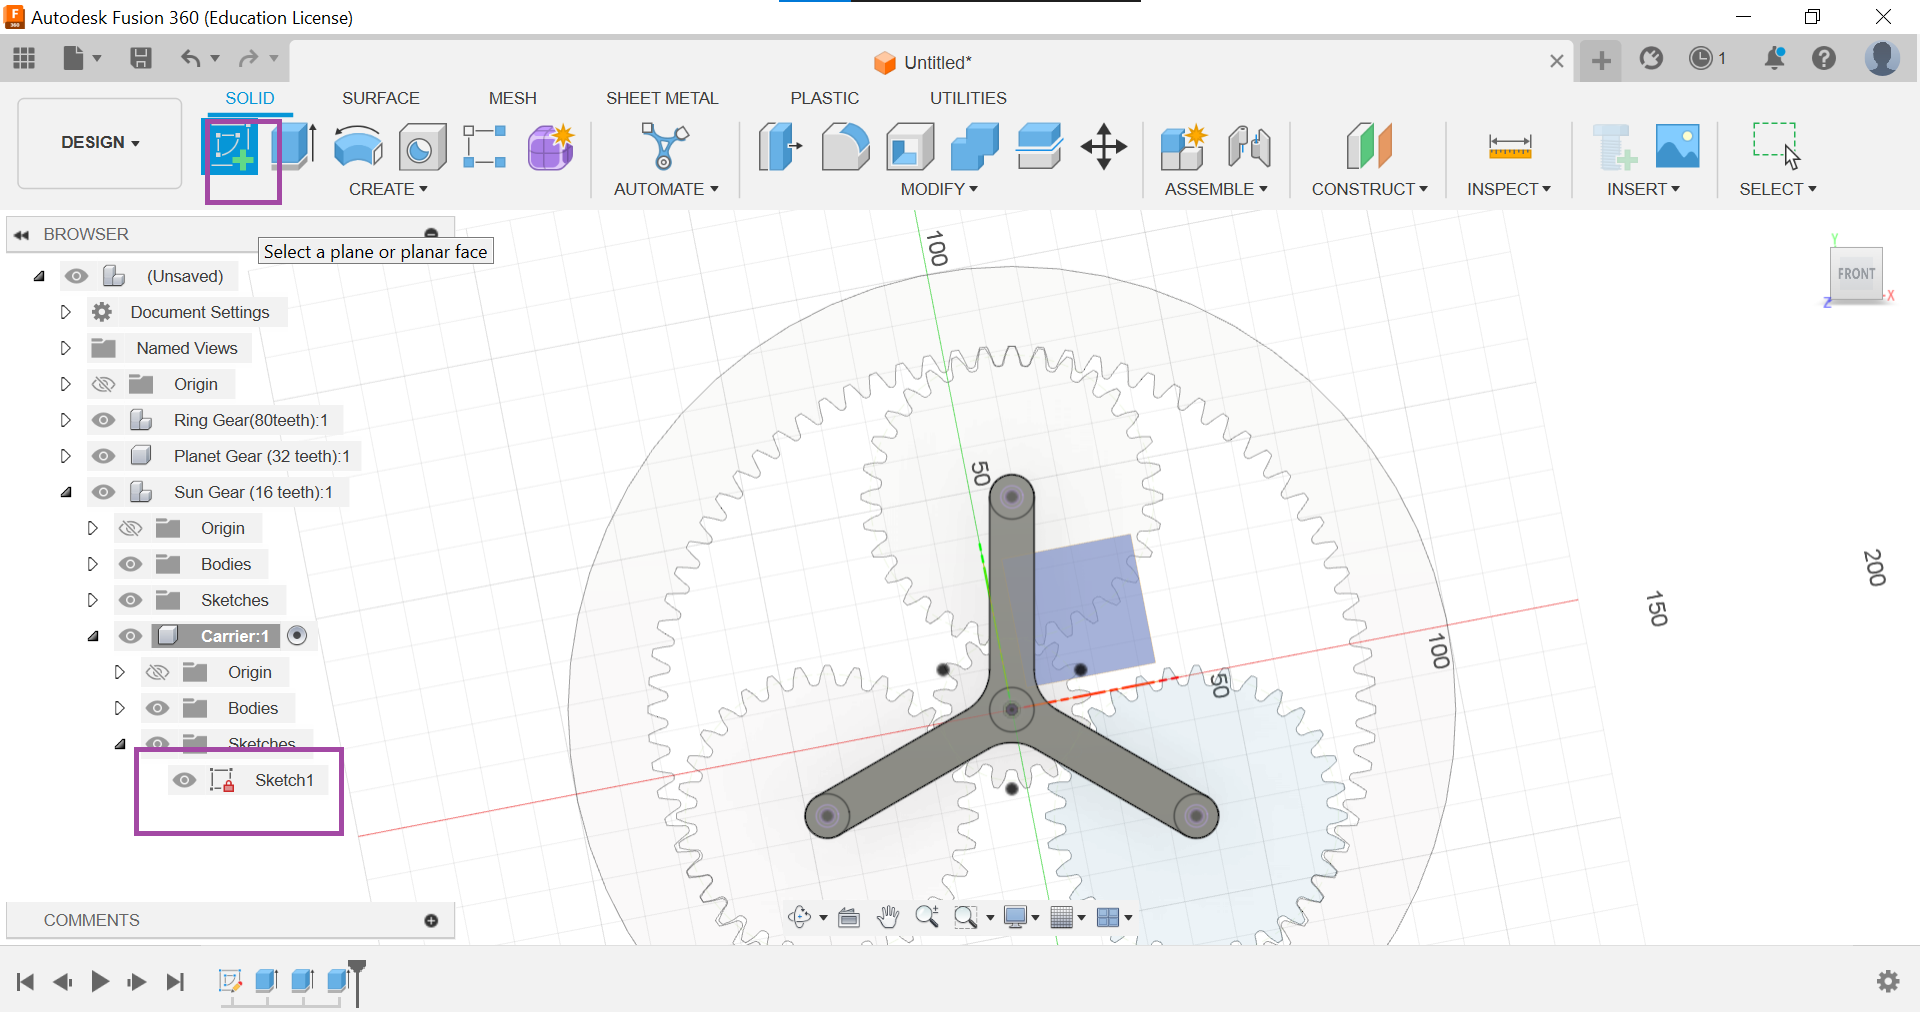 Autodesk Fusion 360 (Education License)
Untitled*
1
SOLID SURFACE MESH SHEET METAL PLASTIC UTILITIES
DESIGN
CREATE AUTOMATE MODIFY ASSEMBLE CONSTRUCT INSPECT INSERT SELECT
BROWSER
Select a plane or planar face
(Unsaved)
Document Settings
Named Views
Origin
Ring Gear(80teeth):1
Planet Gear (32 teeth):1
Sun Gear (16 teeth):1
Origin
Bodies
Sketches
Carrier:1
Origin
Bodies
Sketches
Sketch1
100
50
50
100
150
200
Y
FRONT
Z
X
COMMENTS